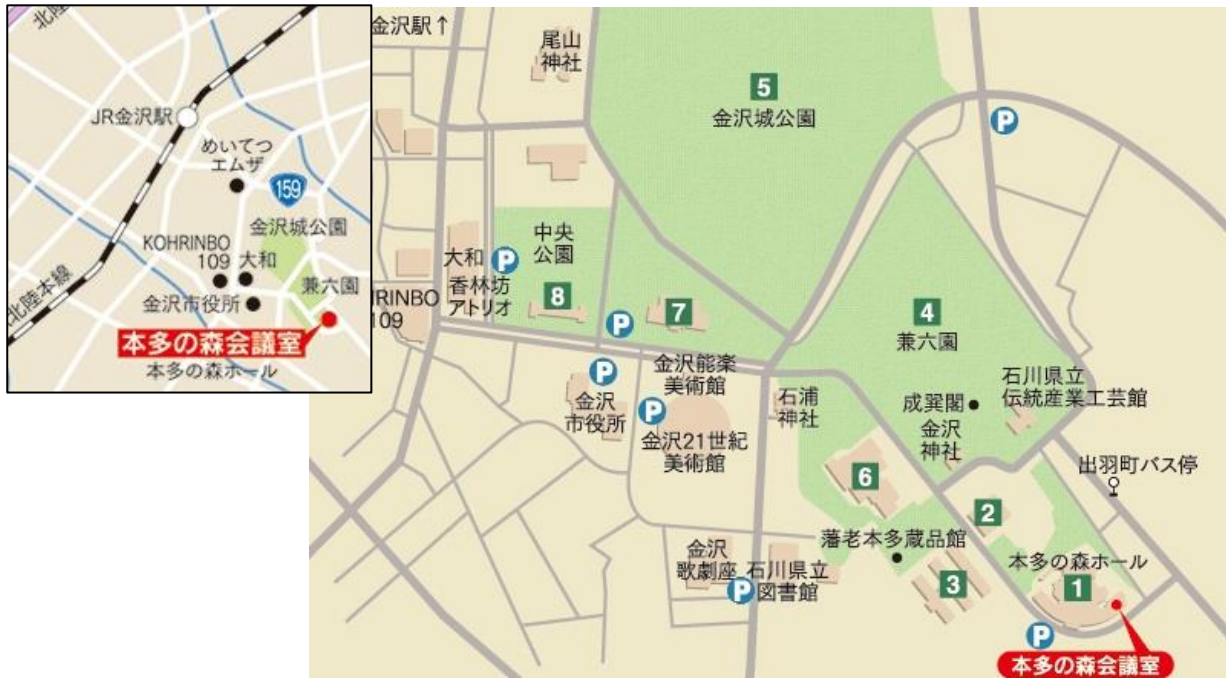 北陸
JR金沢駅
めいてつ
エムザ
159
金沢城公園
KOHRINBO
109
大和
兼六園
金沢市役所
北陸本線
本多の森会議室
本多の森ホール
金沢駅↑
尾山
神社
5
金沢城公園
P
中央
公園
大和
P
香林坊
アトリオ
8
7
RINBO
109
P
4
兼六園
金沢能楽
美術館
P
金沢
市役所
P
金沢21世紀
美術館
石浦
神社
成巽閣
金沢
神社
石川県立
伝統産業工芸館
出羽町バス停
6
2
藩老本多蔵品館
3
金沢
歌劇座
P
石川県立
図書館
本多の森ホール
1
P
本多の森会議室